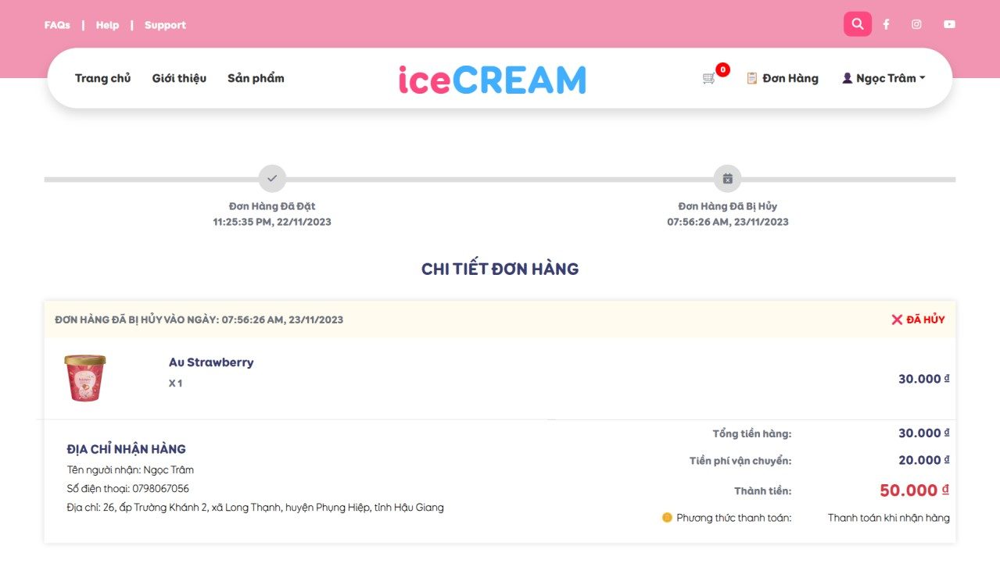 FAQs | Help | Support
Trang chủ Giới thiệu Sản phẩm iceCREAM 0 Đơn Hàng Ngọc Trâm
Đơn Hàng Đã Đặt
11:25:35 PM, 22/11/2023
Đơn Hàng Đã Bị Hủy
07:56:26 AM, 23/11/2023
CHI TIẾT ĐƠN HÀNG
ĐƠN HÀNG ĐÃ BỊ HỦY VÀO NGÀY: 07:56:26 AM, 23/11/2023 ĐÃ HỦY
Au Strawberry
X 1
30.000 ₫
ĐỊA CHỈ NHẬN HÀNG
Tên người nhận: Ngọc Trâm
Số điện thoại: 0798067056
Địa chỉ: 26, ấp Trường Khánh 2, xã Long Thạnh, huyện Phụng Hiệp, tỉnh Hậu Giang
Tổng tiền hàng: 30.000 ₫
Tiền phí vận chuyển: 20.000 ₫
Thành tiền: 50.000 ₫
Phương thức thanh toán: Thanh toán khi nhận hàng